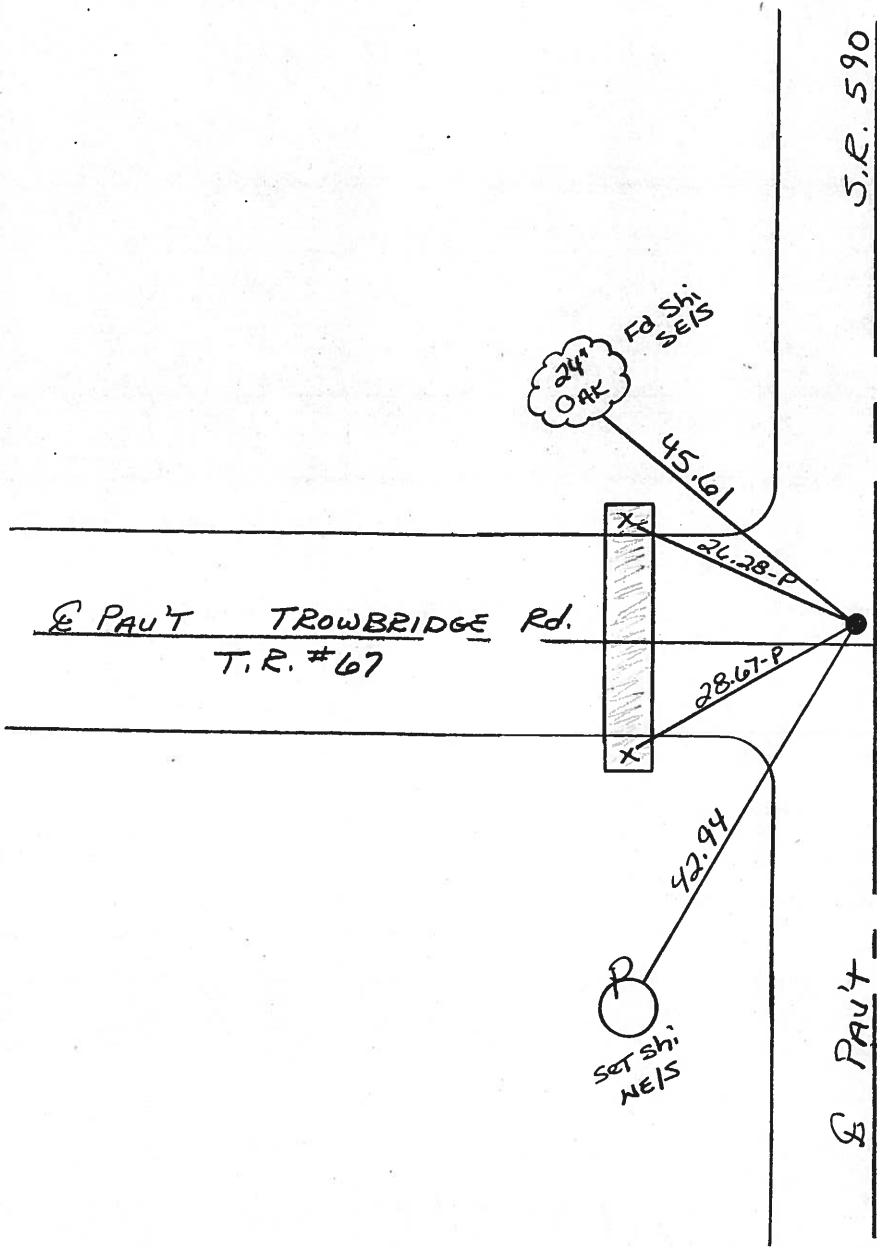 S.R. 590
Fd Shi
SE/S
24"
OAK
45.61
x
26.28-P
℄ PAV'T TROWBRIDGE Rd.
T.R. #67
28.67-P
x
42.94
P
SET Shi
NE/S
℄ PAV'T